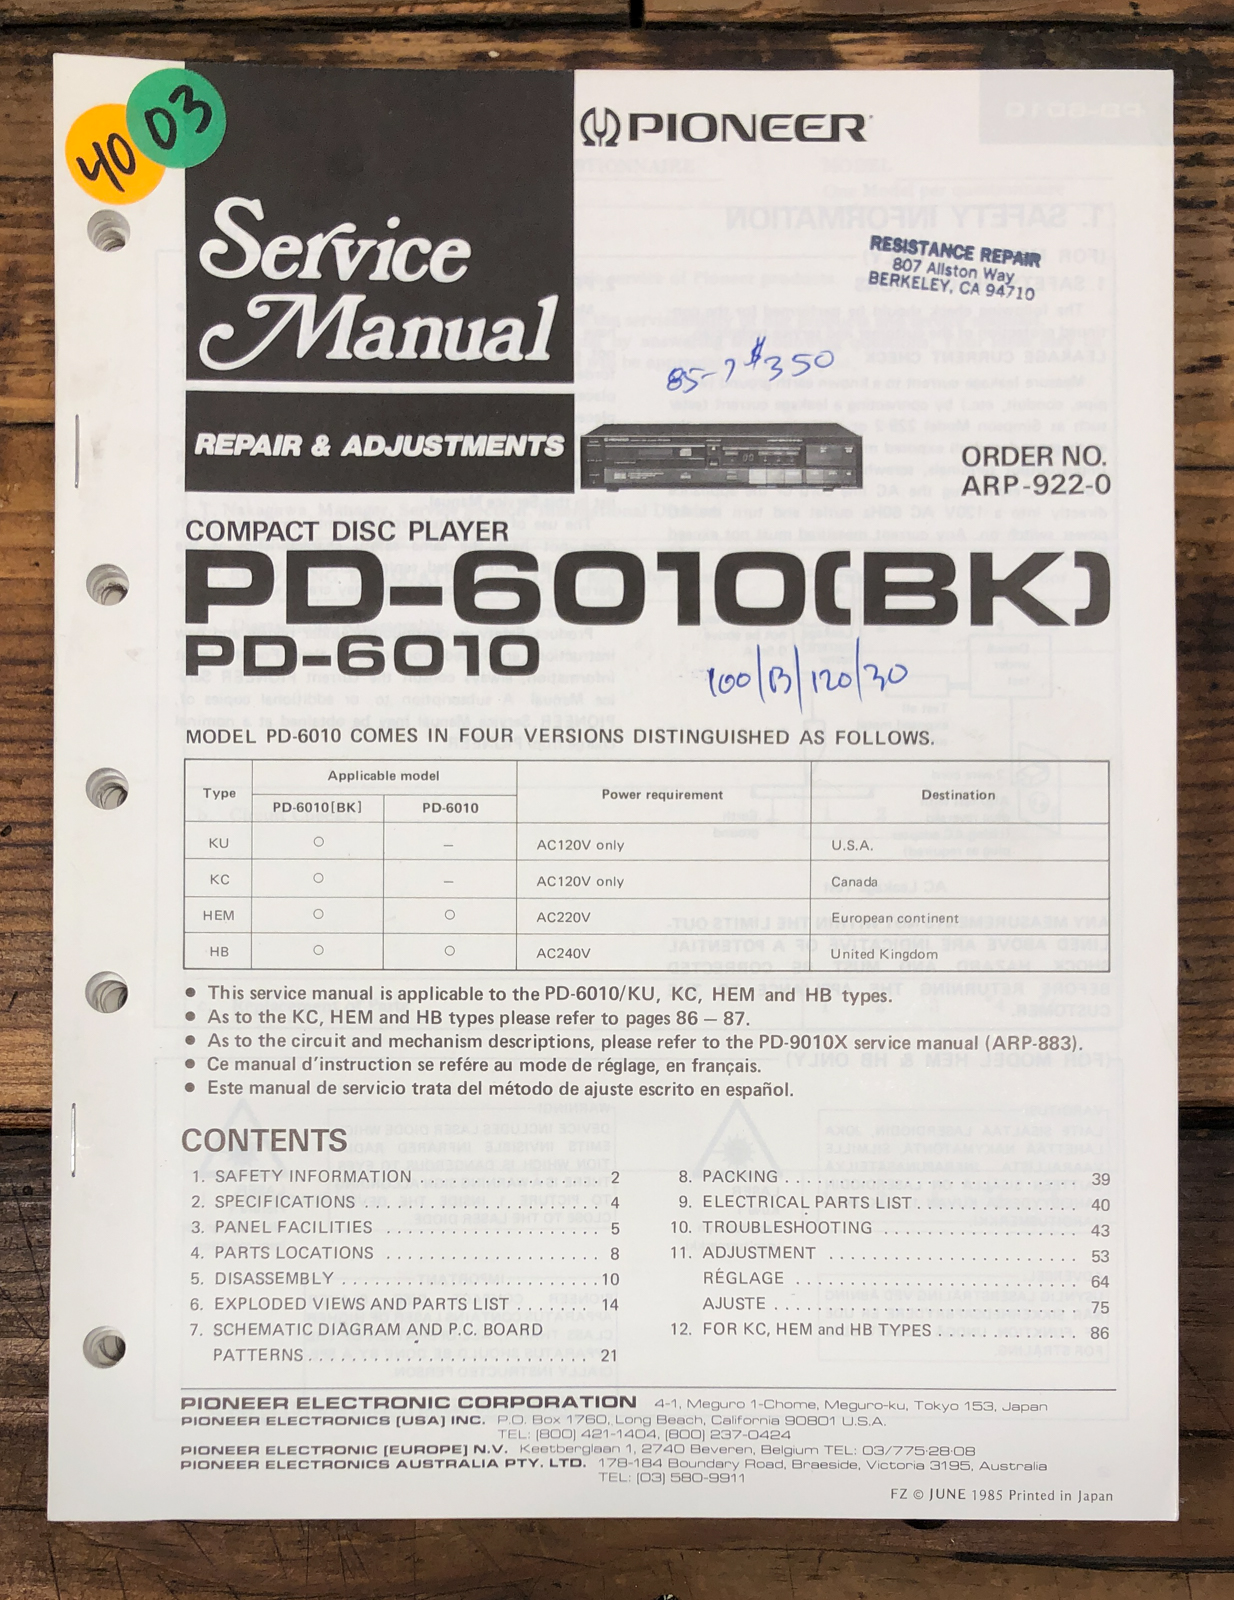 40
03
PIONEER
Service
Manual
RESISTANCE REPAIR
807 Allston Way
BERKELEY, CA 94710
85-7 $350
REPAIR & ADJUSTMENTS
ORDER NO.
ARP-922-0
COMPACT DISC PLAYER
PD-6010(BK)
PD-6010
100/13/120/30
MODEL PD-6010 COMES IN FOUR VERSIONS DISTINGUISHED AS FOLLOWS.
Type Applicable model Power requirement Destination
PD-6010[BK] PD-6010
KU ○ – AC120V only U.S.A.
KC ○ – AC120V only Canada
HEM ○ ○ AC220V European continent
HB ○ ○ AC240V United Kingdom
● This service manual is applicable to the PD-6010/KU, KC, HEM and HB types.
● As to the KC, HEM and HB types please refer to pages 86 – 87.
● As to the circuit and mechanism descriptions, please refer to the PD-9010X service manual (ARP-883).
● Ce manual d'instruction se refére au mode de réglage, en français.
● Este manual de servicio trata del método de ajuste escrito en español.
CONTENTS
1. SAFETY INFORMATION . . . . . . . . . . . . . . . . 2
2. SPECIFICATIONS . . . . . . . . . . . . . . . . . . . . . 4
3. PANEL FACILITIES . . . . . . . . . . . . . . . . . . . 5
4. PARTS LOCATIONS . . . . . . . . . . . . . . . . . . 8
5. DISASSEMBLY . . . . . . . . . . . . . . . . . . . . . . 10
6. EXPLODED VIEWS AND PARTS LIST . . . . . . . 14
7. SCHEMATIC DIAGRAM AND P.C. BOARD
PATTERNS . . . . . . . . . . . . . . . . . . . . . . . . 21
8. PACKING . . . . . . . . . . . . . . . . . . . . . . . . . 39
9. ELECTRICAL PARTS LIST . . . . . . . . . . . . . . 40
10. TROUBLESHOOTING . . . . . . . . . . . . . . . . . 43
11. ADJUSTMENT . . . . . . . . . . . . . . . . . . . . . 53
RÉGLAGE . . . . . . . . . . . . . . . . . . . . . . . . 64
AJUSTE . . . . . . . . . . . . . . . . . . . . . . . . . . 75
12. FOR KC, HEM and HB TYPES . . . . . . . . . . . . 86
PIONEER ELECTRONIC CORPORATION 4-1, Meguro 1-Chome, Meguro-ku, Tokyo 153, Japan
PIONEER ELECTRONICS [USA] INC. P.O. Box 1760, Long Beach, California 90801 U.S.A.
TEL: [800] 421-1404, [800] 237-0424
PIONEER ELECTRONIC [EUROPE] N.V. Keetberglaan 1, 2740 Beveren, Belgium TEL: 03/775·28·08
PIONEER ELECTRONICS AUSTRALIA PTY. LTD. 178-184 Boundary Road, Braeside, Victoria 3195, Australia
TEL: [03] 580-9911
FZ © JUNE 1985 Printed in Japan